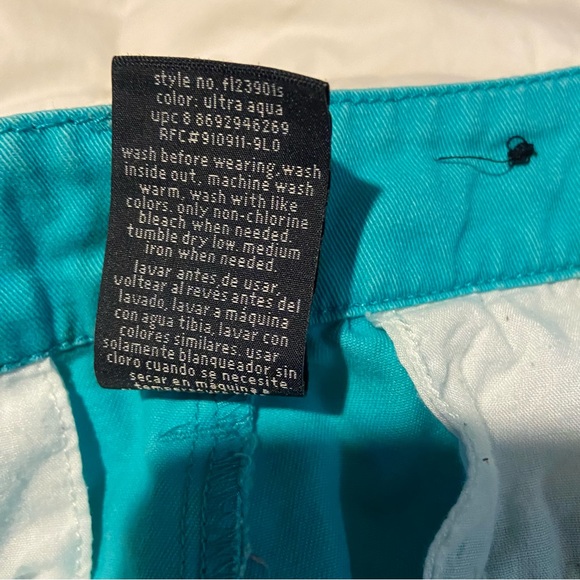 style no. fl23901s
color: ultra aqua
upc 8 8692946269
RFC#910911-9L0
wash before wearing, wash
inside out, machine wash
warm, wash with like
colors. only non-chlorine
bleach when needed.
tumble dry low. medium
iron when needed.
lavar antes de usar,
voltear al revés antes del
lavado, lavar a máquina
con agua tibia, lavar con
colores similares. usar
solamente blanqueador sin
cloro cuando se necesite.
secar en máquina a